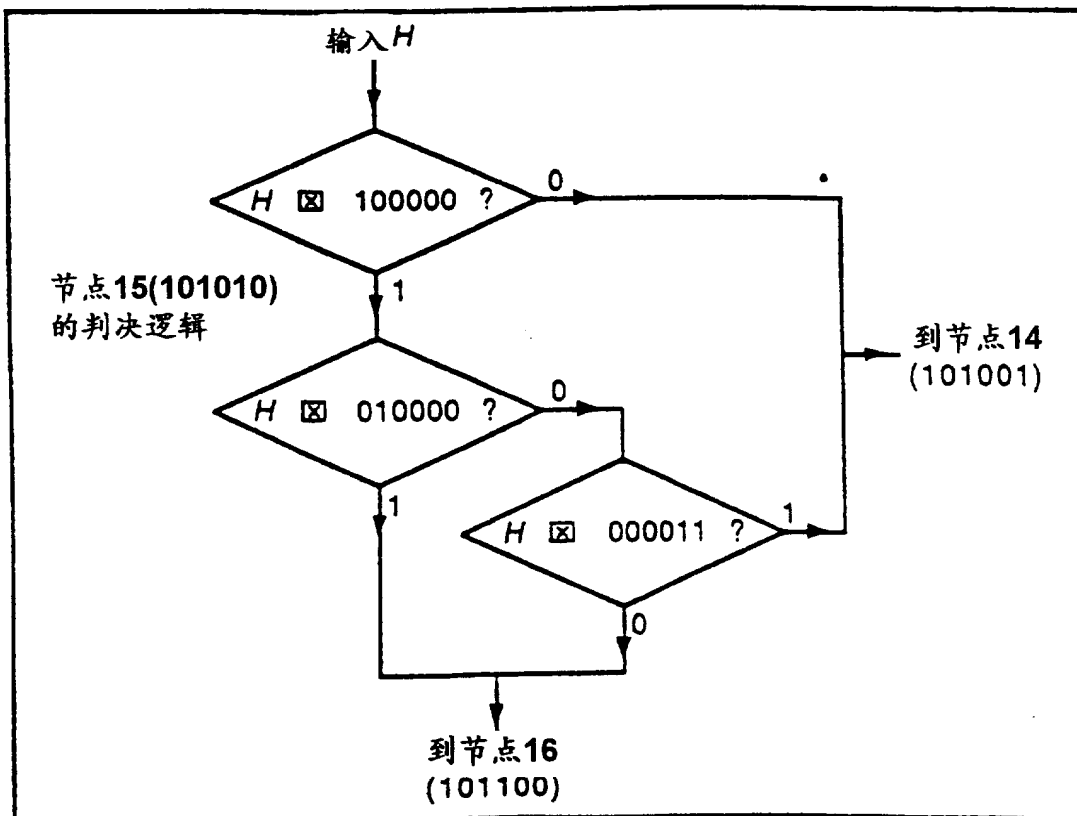 输入H
H ⊠ 100000 ?
0
1
节点15(101010)
的判决逻辑
到节点14
(101001)
H ⊠ 010000 ?
0
1
H ⊠ 000011 ?
1
0
到节点16
(101100)